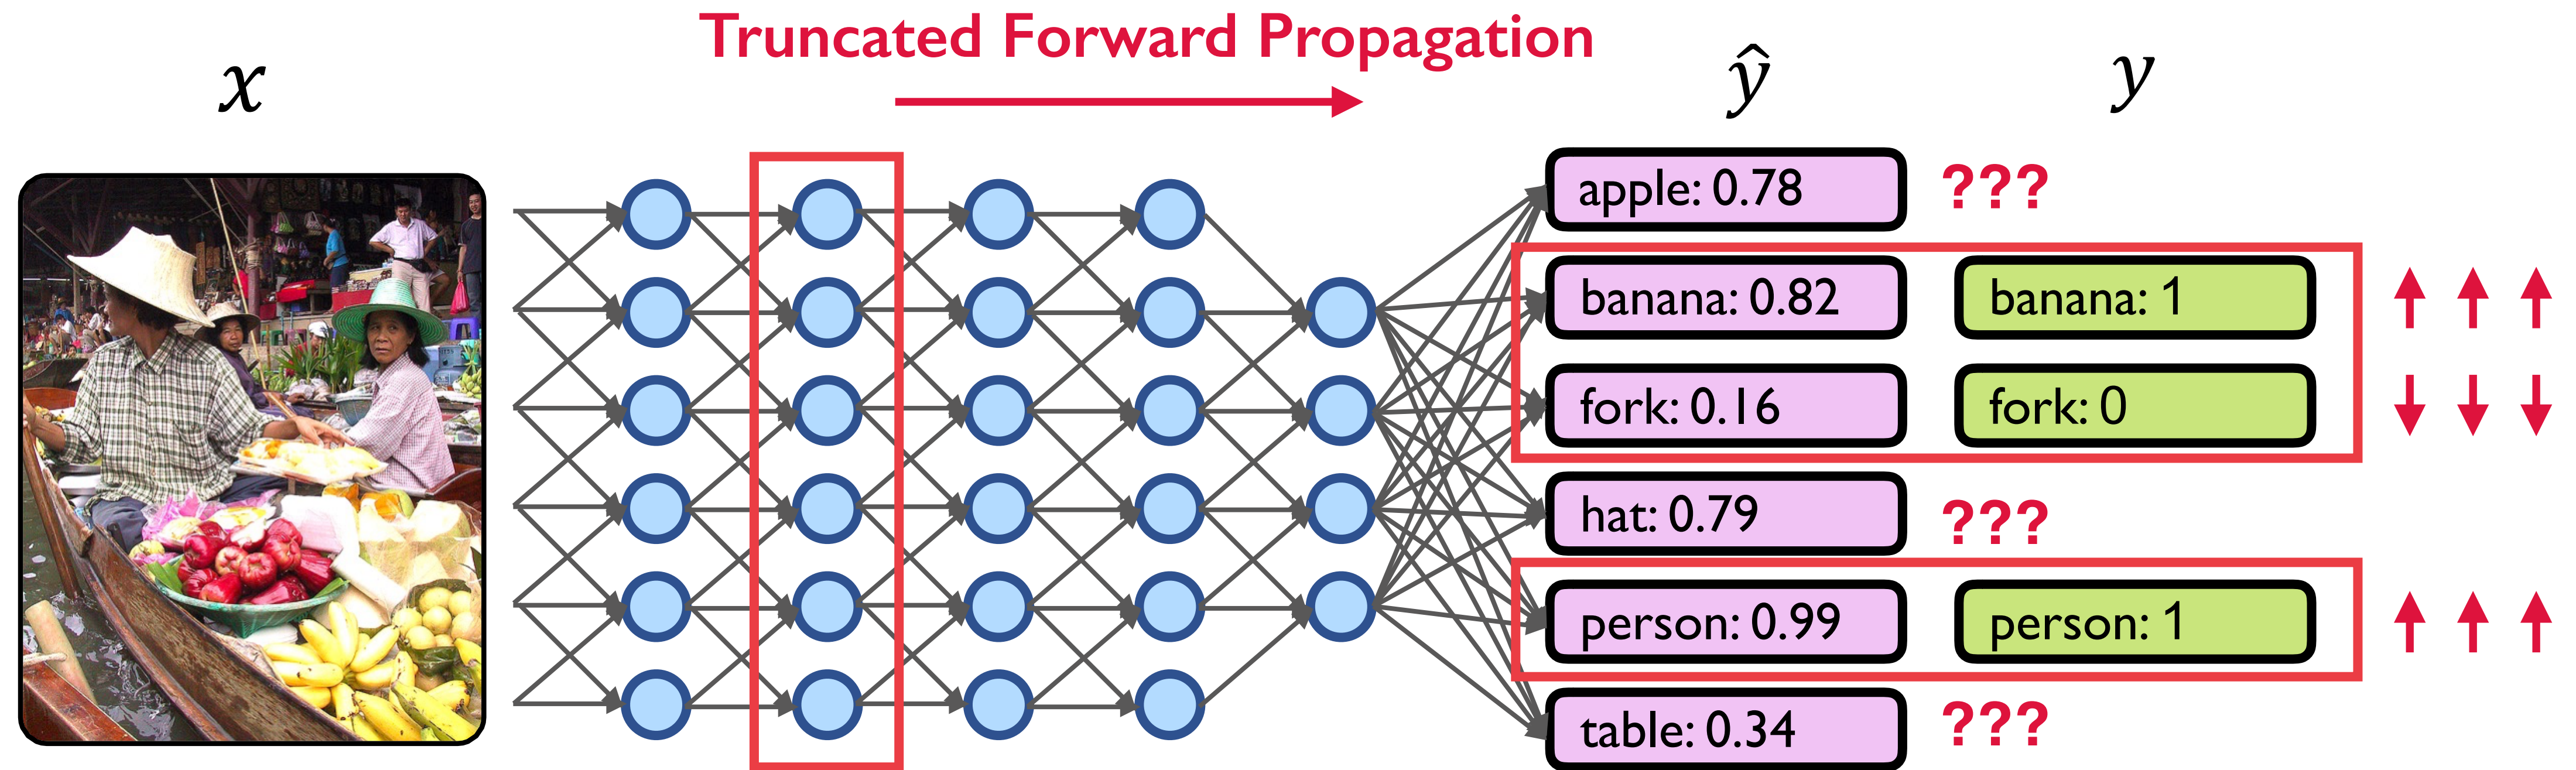 Truncated Forward Propagation
x
ŷ
y
apple: 0.78 ???
banana: 0.82 banana: 1
fork: 0.16 fork: 0
hat: 0.79 ???
person: 0.99 person: 1
table: 0.34 ???